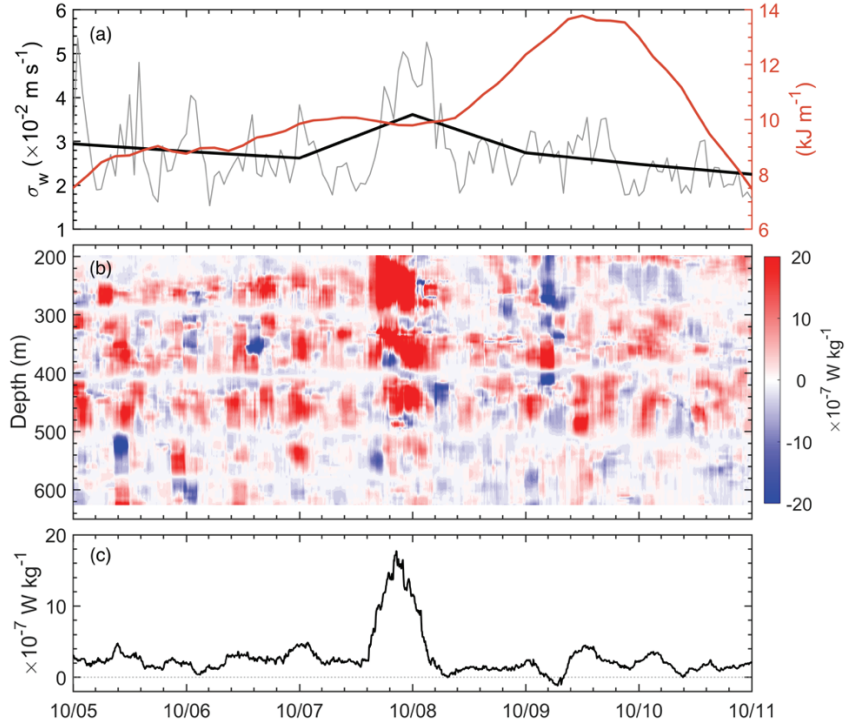 (a)
6
5
4
3
2
1
σw (×10-2 m s-1)
14
12
10
8
6
(kJ m-1)
(b)
200
300
400
500
600
Depth (m)
20
10
0
-10
-20
×10-7 W kg-1
(c)
20
10
0
×10-7 W kg-1
10/05 10/06 10/07 10/08 10/09 10/10 10/11